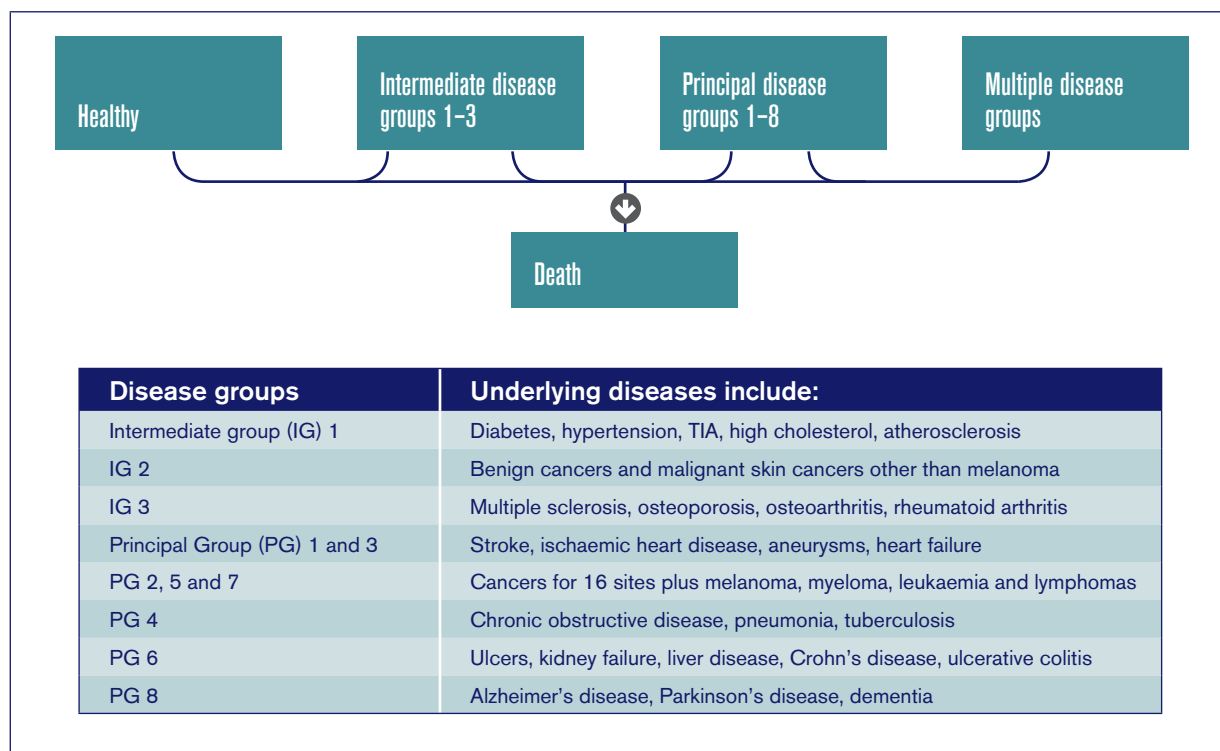 Healthy
Intermediate disease
groups 1–3
Principal disease
groups 1–8
Multiple disease
groups
Death
Disease groups Underlying diseases include:
Intermediate group (IG) 1 Diabetes, hypertension, TIA, high cholesterol, atherosclerosis
IG 2 Benign cancers and malignant skin cancers other than melanoma
IG 3 Multiple sclerosis, osteoporosis, osteoarthritis, rheumatoid arthritis
Principal Group (PG) 1 and 3 Stroke, ischaemic heart disease, aneurysms, heart failure
PG 2, 5 and 7 Cancers for 16 sites plus melanoma, myeloma, leukaemia and lymphomas
PG 4 Chronic obstructive disease, pneumonia, tuberculosis
PG 6 Ulcers, kidney failure, liver disease, Crohn’s disease, ulcerative colitis
PG 8 Alzheimer’s disease, Parkinson’s disease, dementia